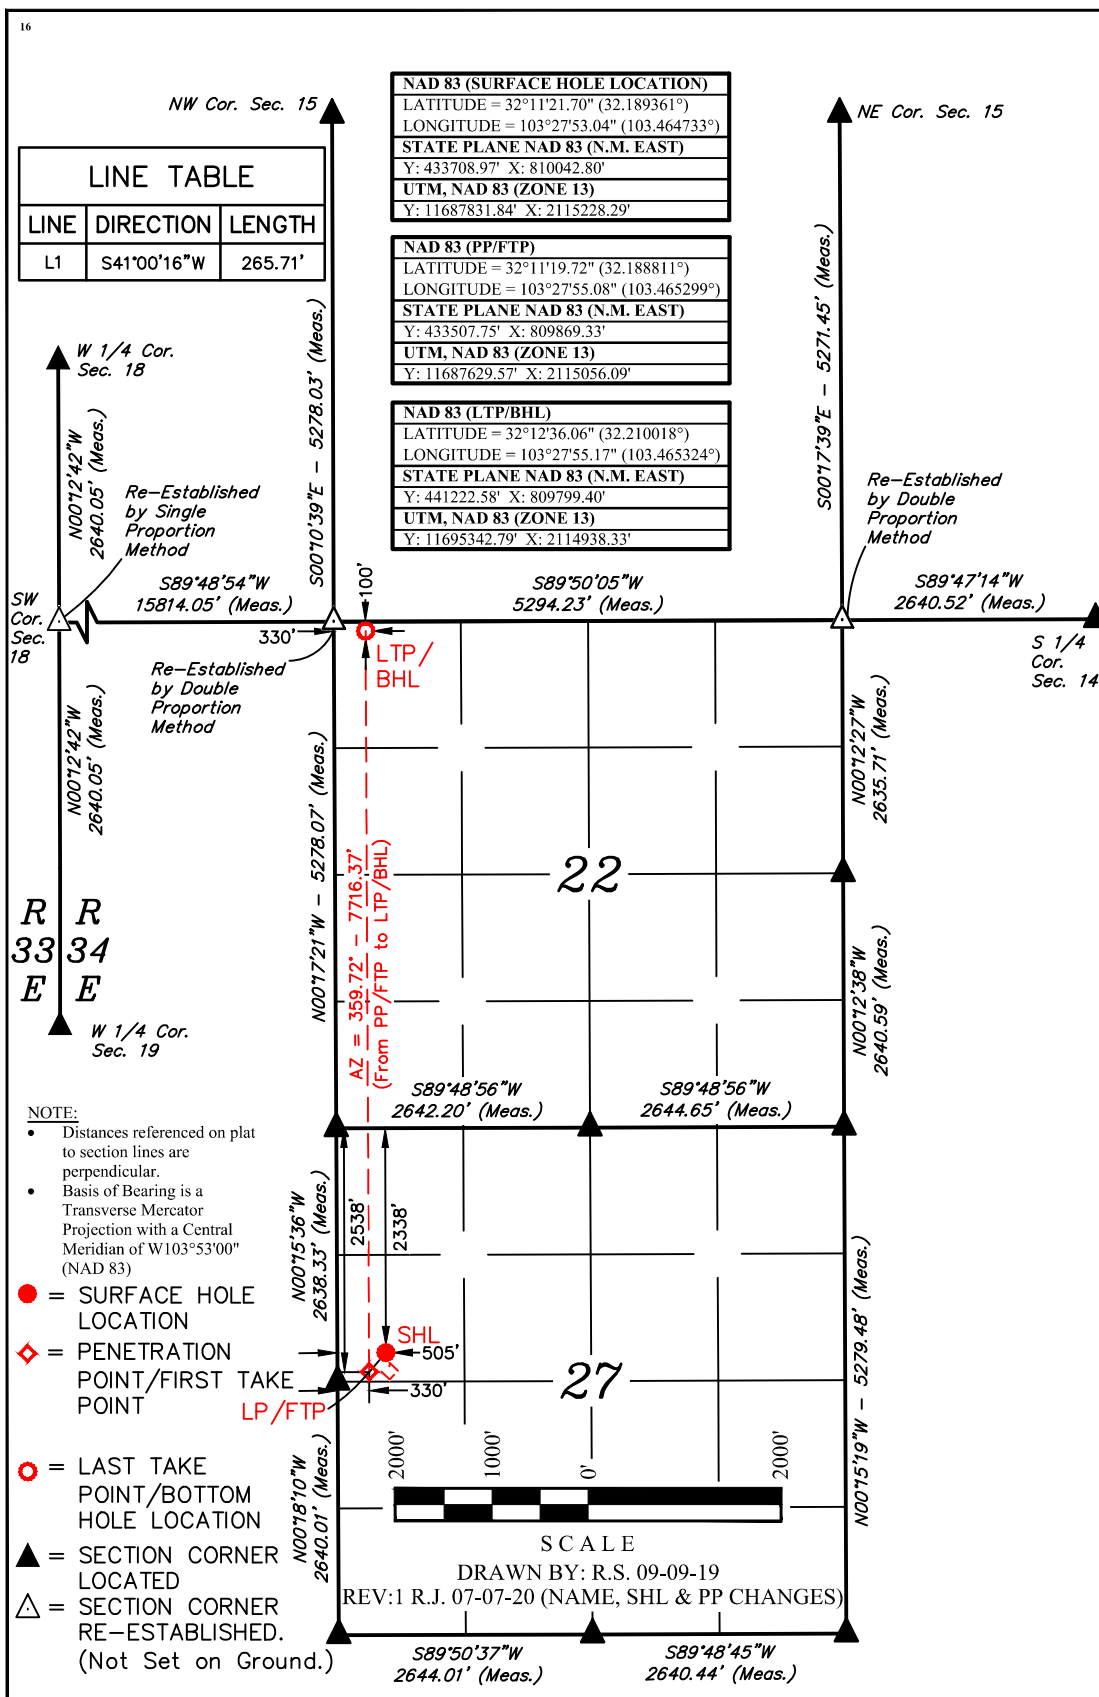 16
NW Cor. Sec. 15
NE Cor. Sec. 15
NAD 83 (SURFACE HOLE LOCATION)
LATITUDE = 32°11'21.70" (32.189361°)
LONGITUDE = 103°27'53.04" (103.464733°)
STATE PLANE NAD 83 (N.M. EAST)
Y: 433708.97' X: 810042.80'
UTM, NAD 83 (ZONE 13)
Y: 11687831.84' X: 2115228.29'
NAD 83 (PP/FTP)
LATITUDE = 32°11'19.72" (32.188811°)
LONGITUDE = 103°27'55.08" (103.465299°)
STATE PLANE NAD 83 (N.M. EAST)
Y: 433507.75' X: 809869.33'
UTM, NAD 83 (ZONE 13)
Y: 11687629.57' X: 2115056.09'
NAD 83 (LTP/BHL)
LATITUDE = 32°12'36.06" (32.210018°)
LONGITUDE = 103°27'55.17" (103.465324°)
STATE PLANE NAD 83 (N.M. EAST)
Y: 441222.58' X: 809799.40'
UTM, NAD 83 (ZONE 13)
Y: 11695342.79' X: 2114938.33'
LINE TABLE
LINE DIRECTION LENGTH
L1 S41°00'16"W 265.71'
W 1/4 Cor.
Sec. 18
N00°12'42"W
2640.05' (Meas.)
Re-Established
by Single
Proportion
Method
S00°10'39"E - 5278.03' (Meas.)
S00°17'39"E - 5271.45' (Meas.)
Re-Established
by Double
Proportion
Method
SW
Cor.
Sec.
18
S89°48'54"W
15814.05' (Meas.)
100'
S89°50'05"W
5294.23' (Meas.)
S89°47'14"W
2640.52' (Meas.)
S 1/4
Cor.
Sec. 14
330'
LTP/
BHL
Re-Established
by Double
Proportion
Method
N00°12'42"W
2640.05' (Meas.)
N00°17'21"W - 5278.07' (Meas.)
AZ = 359.72° - 7716.37'
(From PP/FTP to LTP/BHL)
22
N00°12'27"W
2635.71' (Meas.)
N00°12'38"W
2640.59' (Meas.)
R R
33 34
E E
W 1/4 Cor.
Sec. 19
S89°48'56"W
2642.20' (Meas.)
S89°48'56"W
2644.65' (Meas.)
NOTE:
• Distances referenced on plat
to section lines are
perpendicular.
• Basis of Bearing is a
Transverse Mercator
Projection with a Central
Meridian of W103°53'00"
(NAD 83)
N00°15'36"W
2638.33' (Meas.)
2538'
2338'
SHL
505'
L1
330'
LP/FTP
27
N00°15'19"W - 5279.48' (Meas.)
= SURFACE HOLE
LOCATION
= PENETRATION
POINT/FIRST TAKE
POINT
= LAST TAKE
POINT/BOTTOM
HOLE LOCATION
= SECTION CORNER
LOCATED
= SECTION CORNER
RE-ESTABLISHED.
(Not Set on Ground.)
N00°18'10"W
2640.01' (Meas.)
2000' 1000' 0' 2000'
SCALE
DRAWN BY: R.S. 09-09-19
REV:1 R.J. 07-07-20 (NAME, SHL & PP CHANGES)
S89°50'37"W
2644.01' (Meas.)
S89°48'45"W
2640.44' (Meas.)